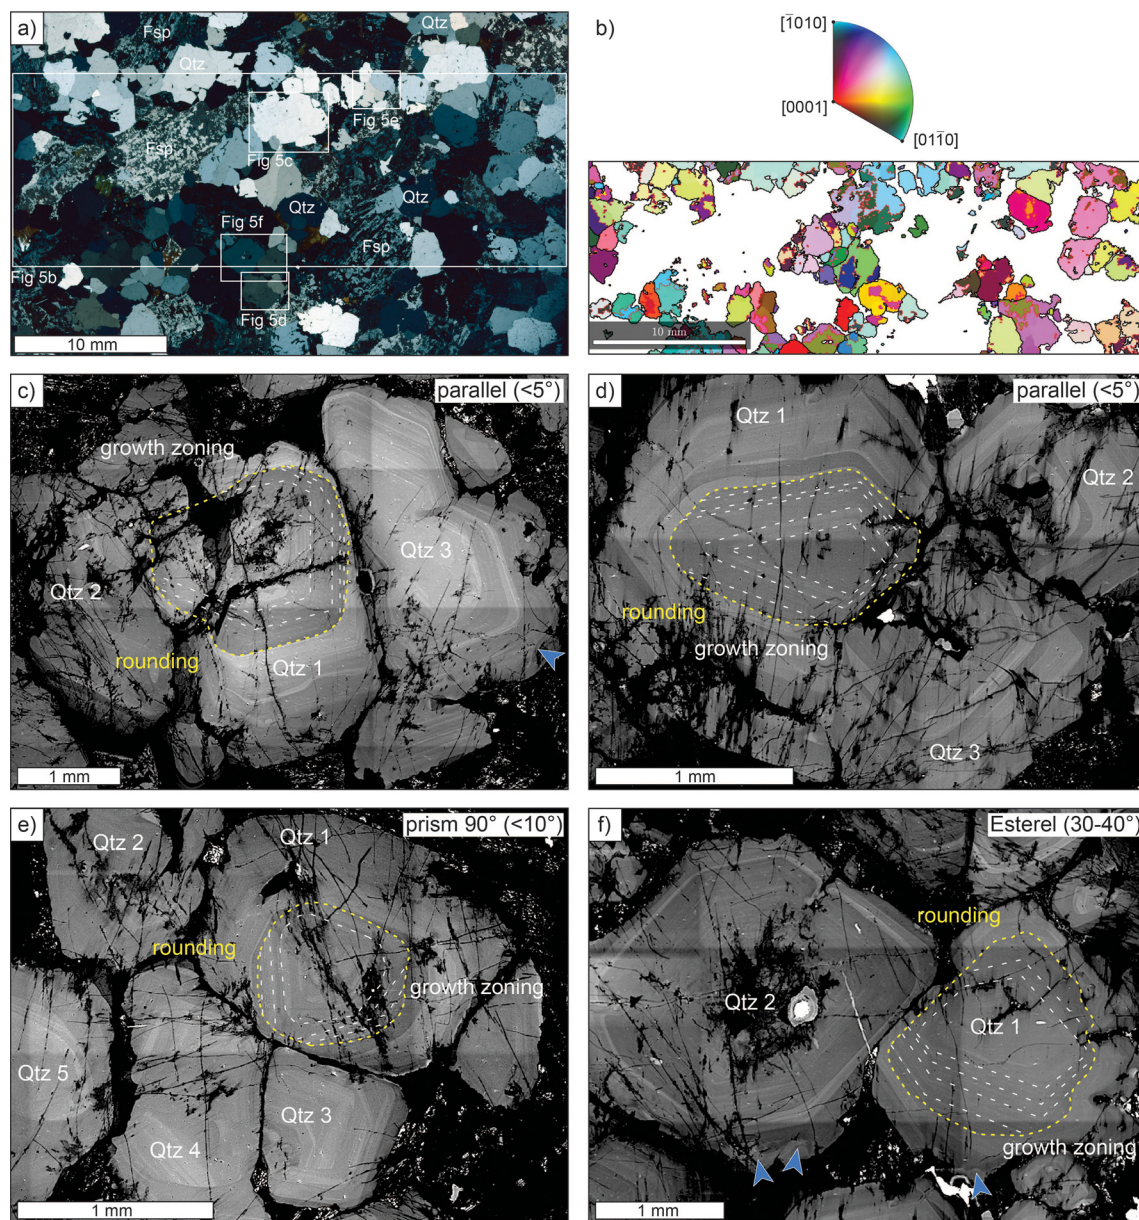 a)
Fsp
Qtz
Qtz
Fig 5e
Fsp
Fig 5c
Qtz
Qtz
Fig 5f
Fsp
Fig 5b
Fig 5d
10 mm
b)
[1̅010]
[0001]
[011̅0]
10 mm
c)
parallel (<5°)
growth zoning
Qtz 3
Qtz 2
rounding
Qtz 1
1 mm
d)
parallel (<5°)
Qtz 1
Qtz 2
rounding
growth zoning
Qtz 3
1 mm
e)
prism 90° (<10°)
Qtz 1
Qtz 2
rounding
growth zoning
Qtz 5
Qtz 3
Qtz 4
1 mm
f)
Esterel (30-40°)
rounding
Qtz 2
Qtz 1
growth zoning
1 mm